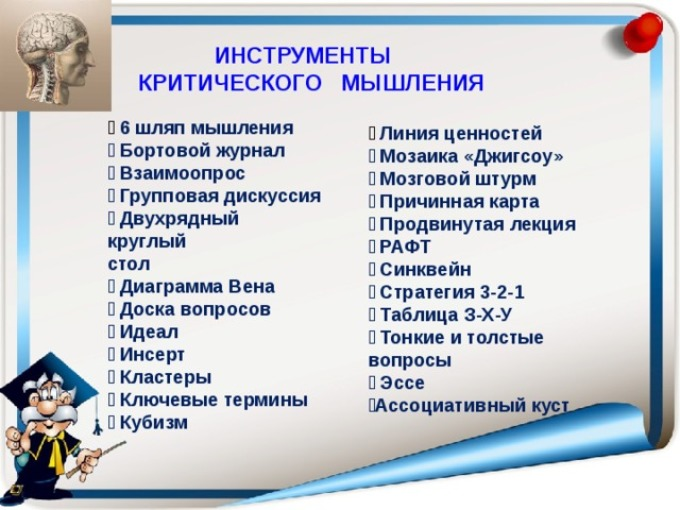 ИНСТРУМЕНТЫ
КРИТИЧЕСКОГО МЫШЛЕНИЯ
6 шляп мышления
Бортовой журнал
Взаимоопрос
Групповая дискуссия
Двухрядный
круглый
стол
Диаграмма Вена
Доска вопросов
Идеал
Инсерт
Кластеры
Ключевые термины
Кубизм
Линия ценностей
Мозаика «Джигсоу»
Мозговой штурм
Причинная карта
Продвинутая лекция
РАФТ
Синквейн
Стратегия 3-2-1
Таблица З-Х-У
Тонкие и толстые
вопросы
Эссе
Ассоциативный куст